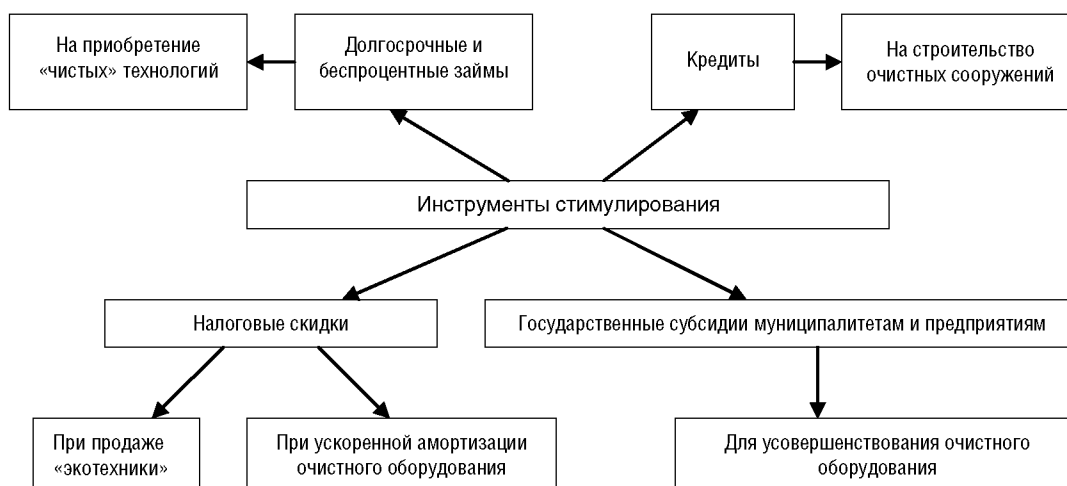 На приобретение
«чистых» технологий
Долгосрочные и
беспроцентные займы
Кредиты
На строительство
очистных сооружений
Инструменты стимулирования
Налоговые скидки
Государственные субсидии муниципалитетам и предприятиям
При продаже
«экотехники»
При ускоренной амортизации
очистного оборудования
Для усовершенствования очистного
оборудования